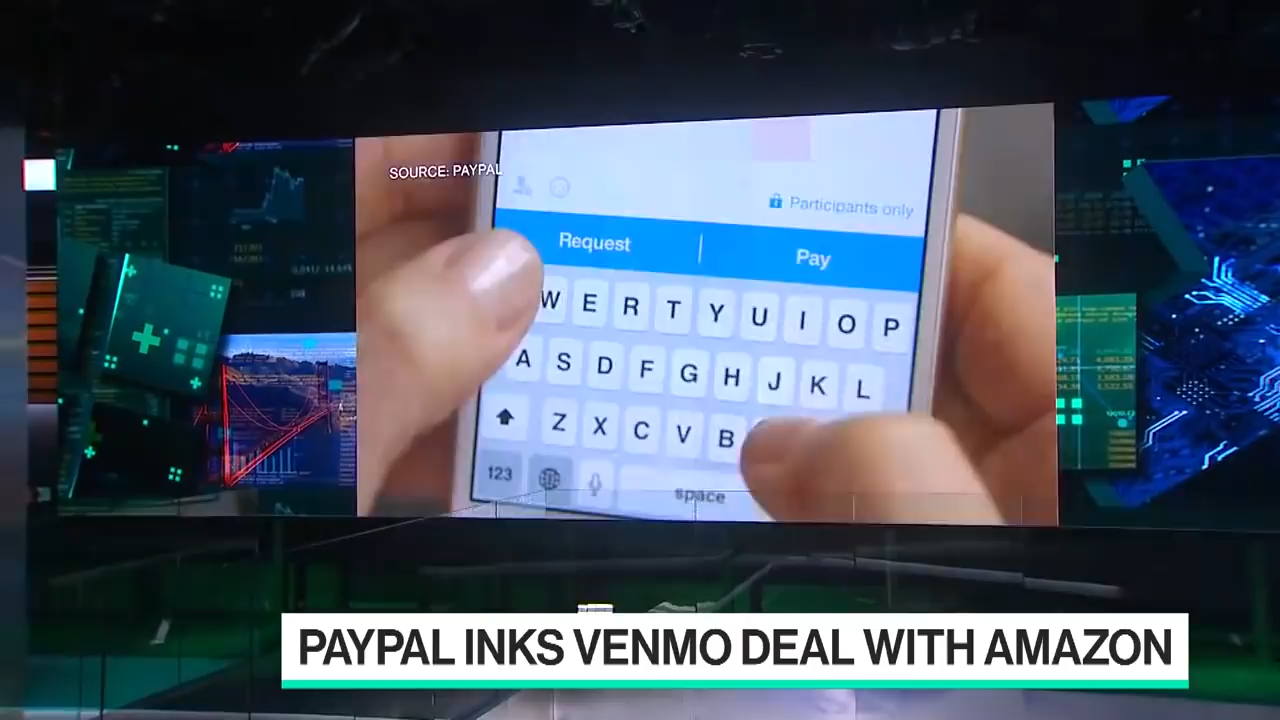 SOURCE: PAYPAL
Participants only
Request
Pay
W E R T Y U I O P
A S D F G H J K L
Z X C V B
123
space
PAYPAL INKS VENMO DEAL WITH AMAZON